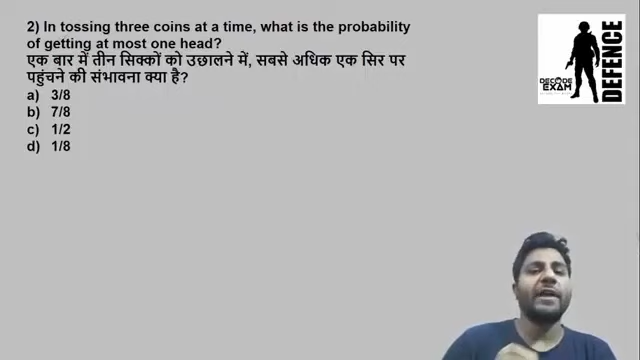 2) In tossing three coins at a time, what is the probability
of getting at most one head?
एक बार में तीन सिक्कों को उछालने में, सबसे अधिक एक सिर पर
पहुंचने की संभावना क्या है?
a) 3/8
b) 7/8
c) 1/2
d) 1/8
DECODE
EXAM
DEFENCE